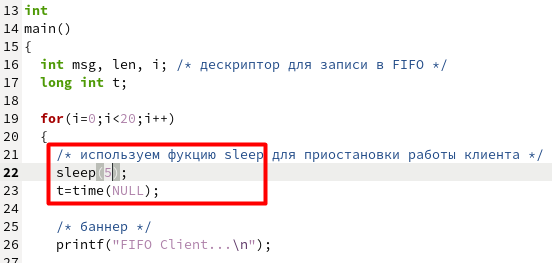 13 int
14 main()
15 {
16 int msg, len, i; /* дескриптор для записи в FIFO */
17 long int t;
18
19 for(i=0;i<20;i++)
20 {
21 /* используем фукцию sleep для приостановки работы клиента */
22 sleep(5);
23 t=time(NULL);
24
25 /* баннер */
26 printf("FIFO Client...\n");
27